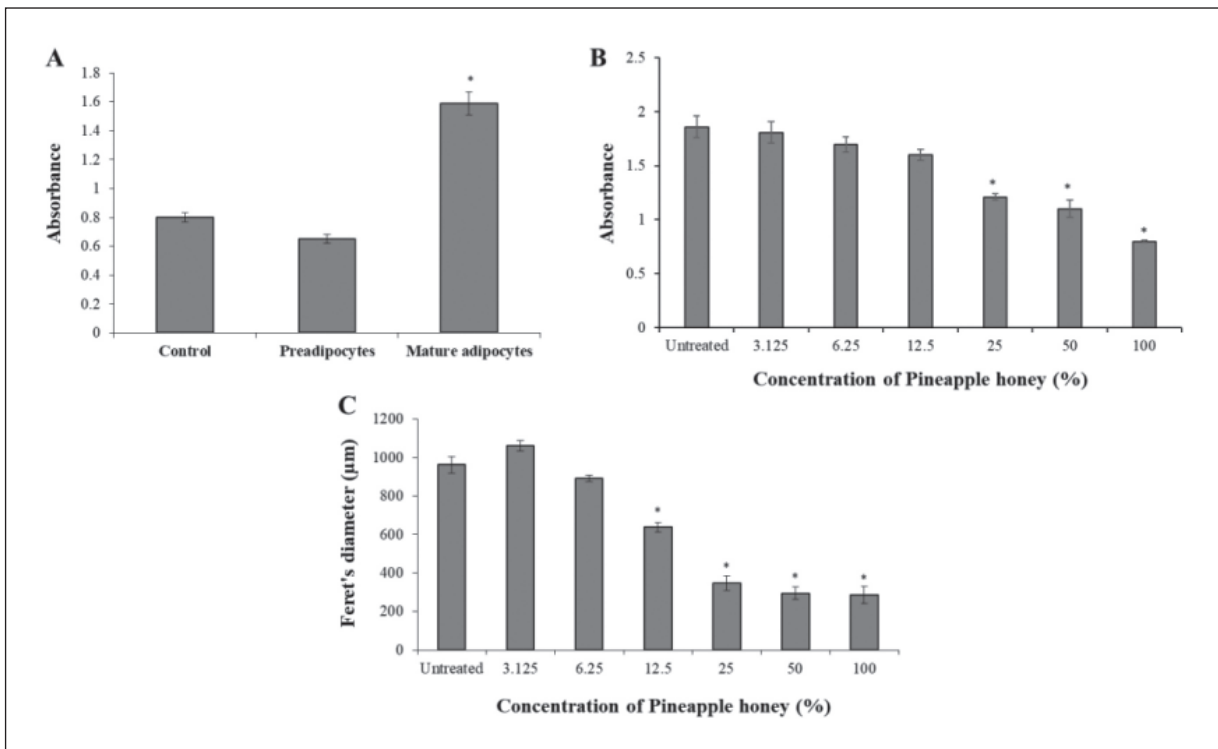 A
1.8
1.6
1.4
1.2
1
0.8
0.6
0.4
0.2
0
Absorbance
*
Control Preadipocytes Mature adipocytes
B
2.5
2
1.5
1
0.5
0
Absorbance
* * *
Untreated 3.125 6.25 12.5 25 50 100
Concentration of Pineapple honey (%)
C
1200
1000
800
600
400
200
0
Feret's diameter (µm)
* * * *
Untreated 3.125 6.25 12.5 25 50 100
Concentration of Pineapple honey (%)